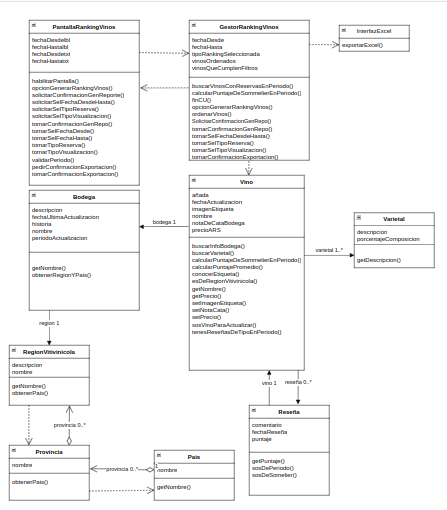 PantallaRankingVinos
fechaDesdelbl
fechaHastalbl
fechaDesdetxt
fechaHastatxt
habilitarPantalla()
opcionGenerarRankingVinos()
solicitarConfirmacionGenReporte()
solicitarSelFechaDesdeHasta()
solicitarSelTipoReserva()
solicitarSelTipoVisualizacion()
tomarConfirmacionGenRepo()
tomarSelFechaDesde()
tomarSelFechaHasta()
tomarTipoReserva()
tomarTipoVisualizacion()
validarPeriodo()
pedirConfirmacionExportar()
tomarConfirmacionExportacion()
GestorRankingVinos
fechaDesde
fechaHasta
tipoRankingSeleccionada
vinosOrdenados
vinosQueCumplenFiltros
buscarVinosConReservasEnPeriodo()
calcularPuntajeDeSommelierEnPeriodo()
finCU()
opcionGenerarRankingVinos()
ordenarVinos()
SolicitarConfirmacionGenRepo()
tomarConfirmacionGenRepo()
tomarSelFechaDesdeHasta()
tomarSelTipoReserva()
tomarSelTipoVisualizacion()
tomarConfirmacionExportacion()
InterfazExcel
exportarExcel()
Bodega
descripcion
fechaUltimaActualizacion
historia
nombre
periodoActualizacion
getNombre()
obtenerRegionYPais()
bodega 1
Vino
añada
fechaActualizacion
imagenEtiqueta
nombre
notaDeCataBodega
precioARS
buscarInfoBodega()
buscarVarietal()
calcularPuntajeDeSommelierEnPeriodo()
calcularPuntajePromedio()
conocerEtiqueta()
esDeRegionVitivinicola()
getNombre()
getPrecio()
setImagenEtiqueta()
setNotaCata()
setPrecio()
sosVinoParaActualizar()
tenesReseñasDeTipoEnPeriodo()
varietal 1..*
Varietal
descripcion
porcentajeComposicion
getDescripcion()
region 1
RegionVitivinicola
descripcion
nombre
getNombre()
obtenerPais()
provincia 0..*
vino 1
reseña 0..*
Reseña
comentario
fechaReseña
puntaje
getPuntaje()
sosDePeriodo()
sosDeSomelier()
Provincia
nombre
obtenerPais()
provincia 0..*
Pais
nombre
getNombre()